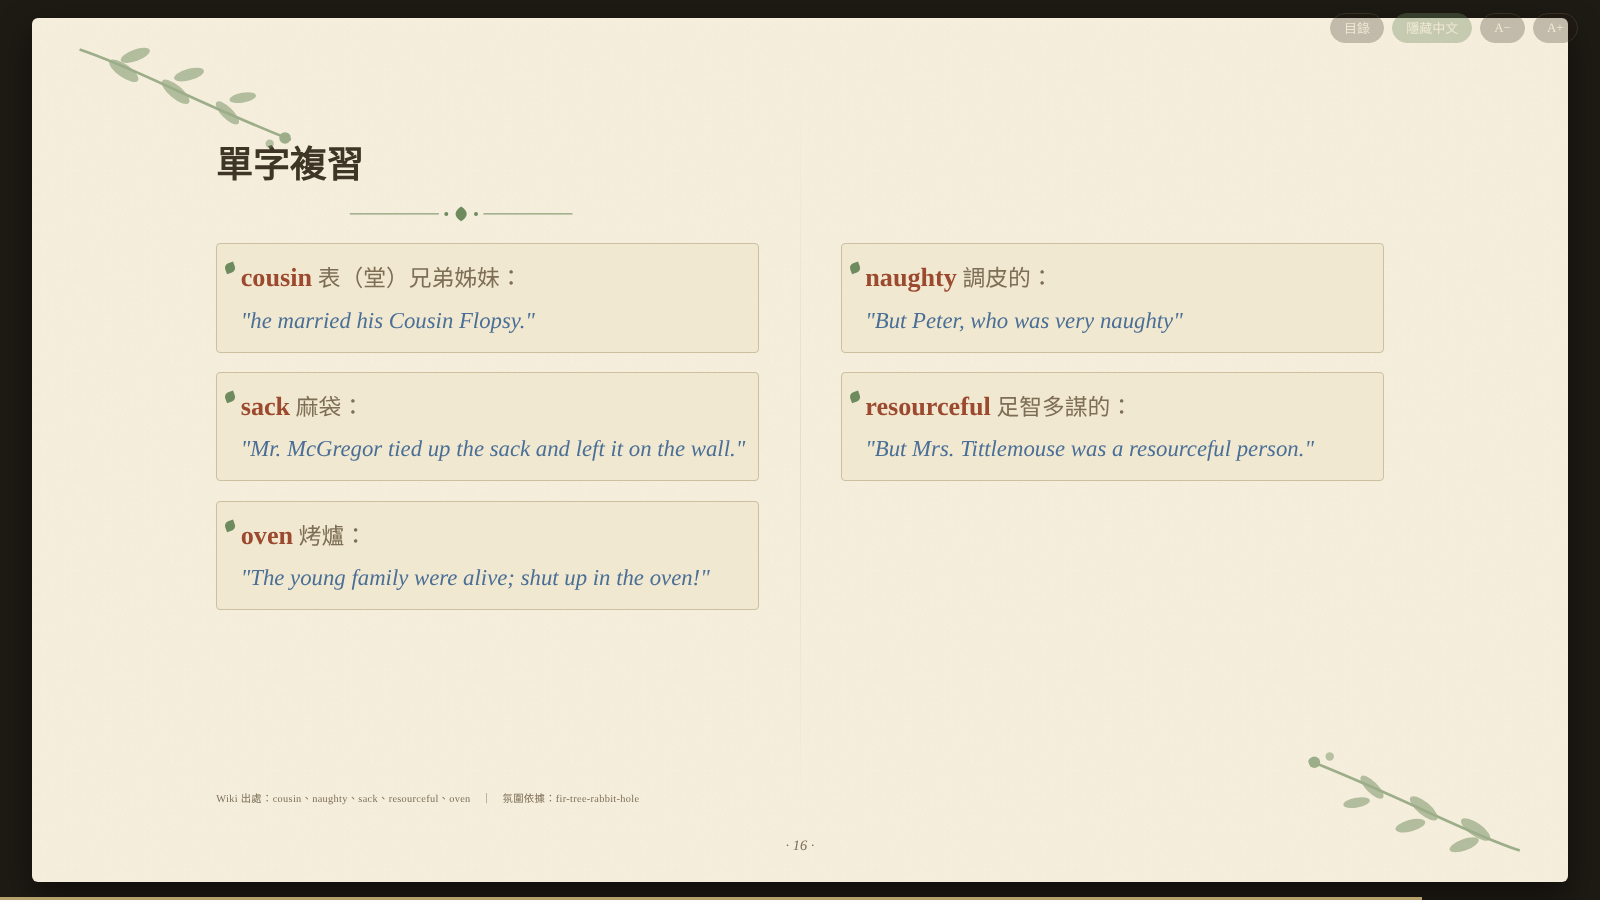 目錄
隱藏中文
A−
A+
單字複習
cousin 表（堂）兄弟姊妹：
"he married his Cousin Flopsy."
naughty 調皮的：
"But Peter, who was very naughty"
sack 麻袋：
"Mr. McGregor tied up the sack and left it on the wall."
resourceful 足智多謀的：
"But Mrs. Tittlemouse was a resourceful person."
oven 烤爐：
"The young family were alive; shut up in the oven!"
Wiki 出處：cousin、naughty、sack、resourceful、oven ｜ 氛圍依據：fir-tree-rabbit-hole
· 16 ·